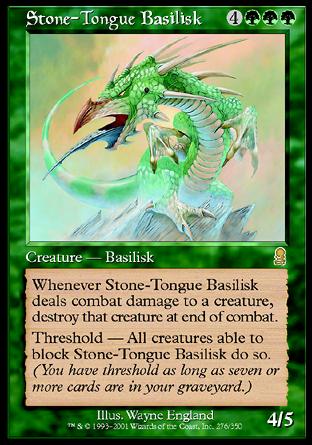 Stone-Tongue Basilisk 4
Creature — Basilisk
Whenever Stone-Tongue Basilisk
deals combat damage to a creature,
destroy that creature at end of combat.
Threshold — All creatures able to
block Stone-Tongue Basilisk do so.
(You have threshold as long as seven or
more cards are in your graveyard.)
Illus. Wayne England
™ & © 1993-2001 Wizards of the Coast, Inc. 276/350
4/5